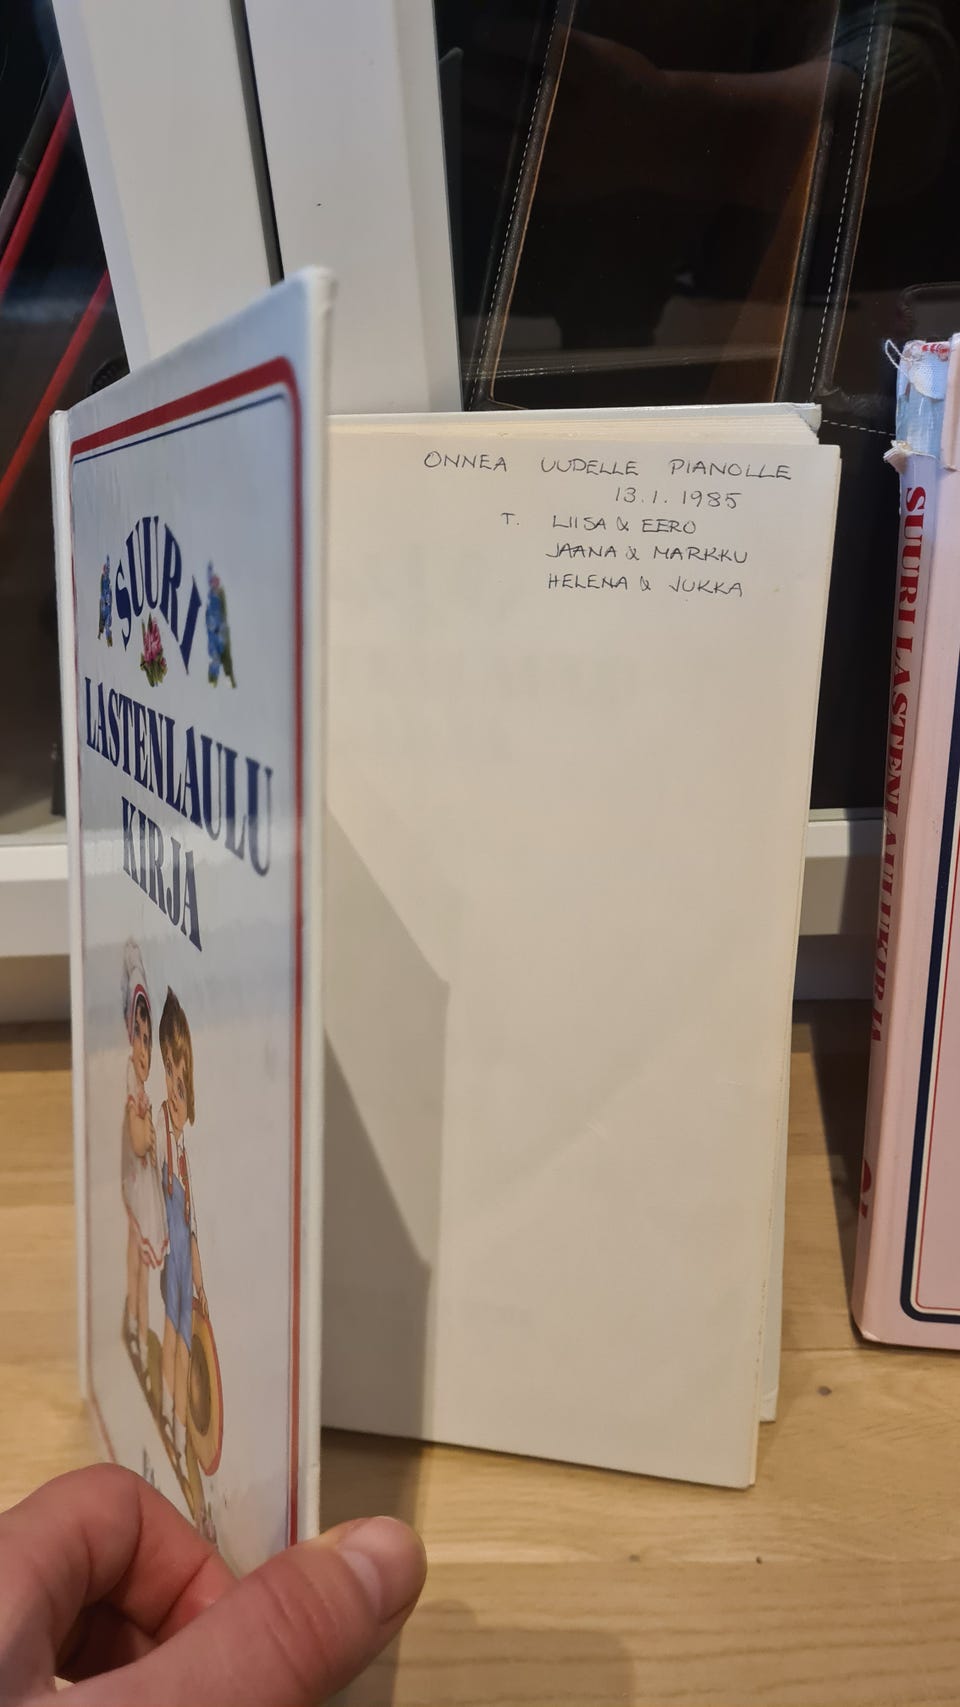 SUURI
LASTENLAULU
KIRJA
ONNEA UUDELLE PIANOLLE
13.1.1985
T. LIISA & EERO
JAANA & MARKKU
HELENA & JUKKA
SUURI LASTENLAULUKIRJA